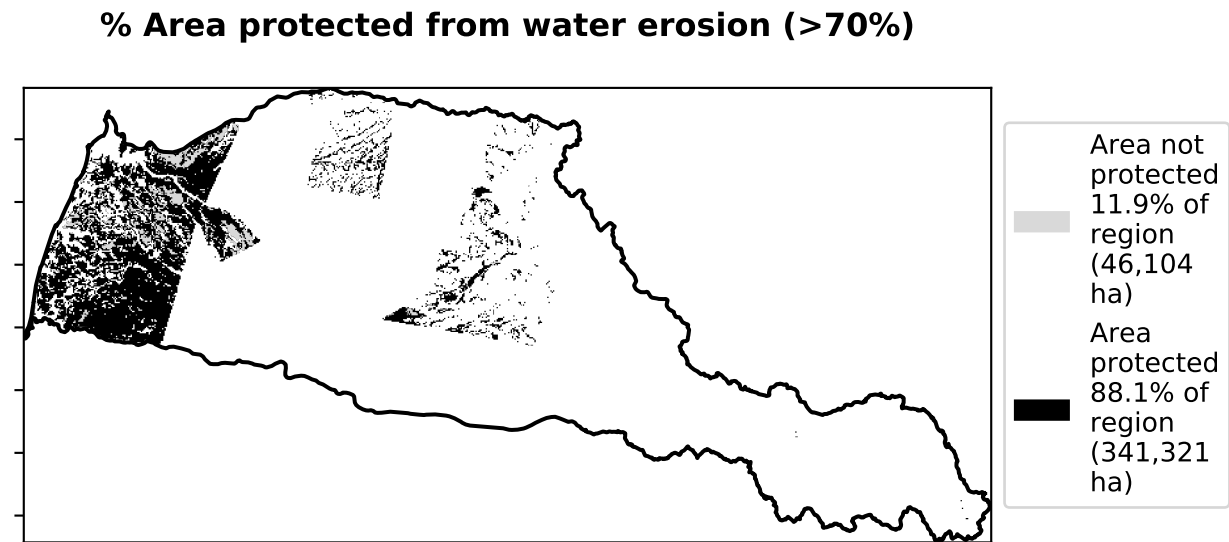 % Area protected from water erosion (>70%)
Area not
protected
11.9% of
region
(46,104
ha)
Area
protected
88.1% of
region
(341,321
ha)